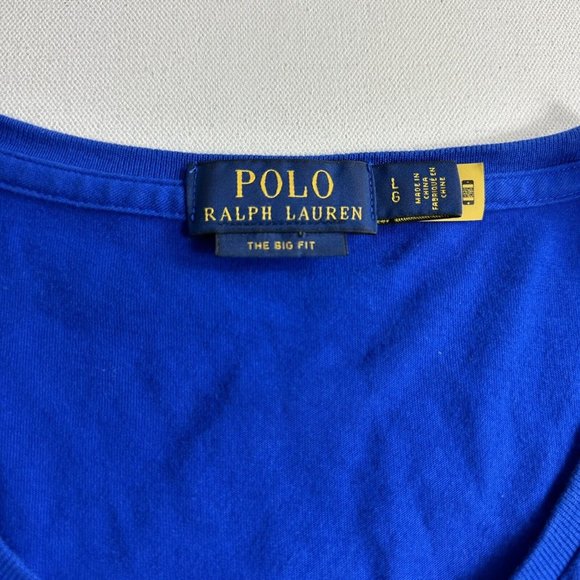 POLO
RALPH LAUREN
THE BIG FIT
L
G
MADE IN
CHINA
FABRIQUÉ EN
CHINE